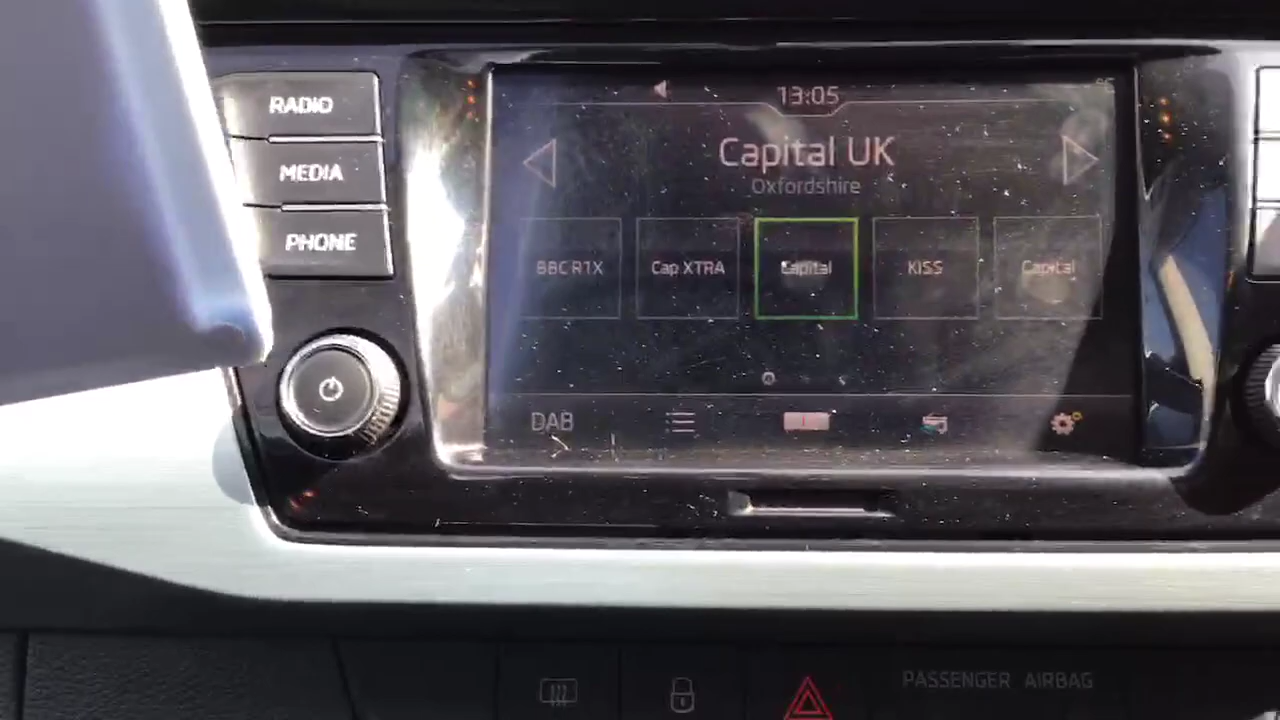 RADIO
MEDIA
PHONE
13:05
Capital UK
Oxfordshire
BBC R1X
Cap XTRA
Capital
KISS
Capital
DAB
PASSENGER AIRBAG